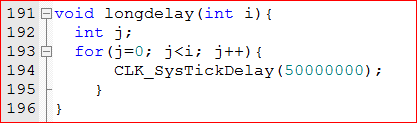 191 void longdelay(int i){
192   int j;
193   for(j=0; j<i; j++){
194      CLK_SysTickDelay(50000000);
195     }
196 }